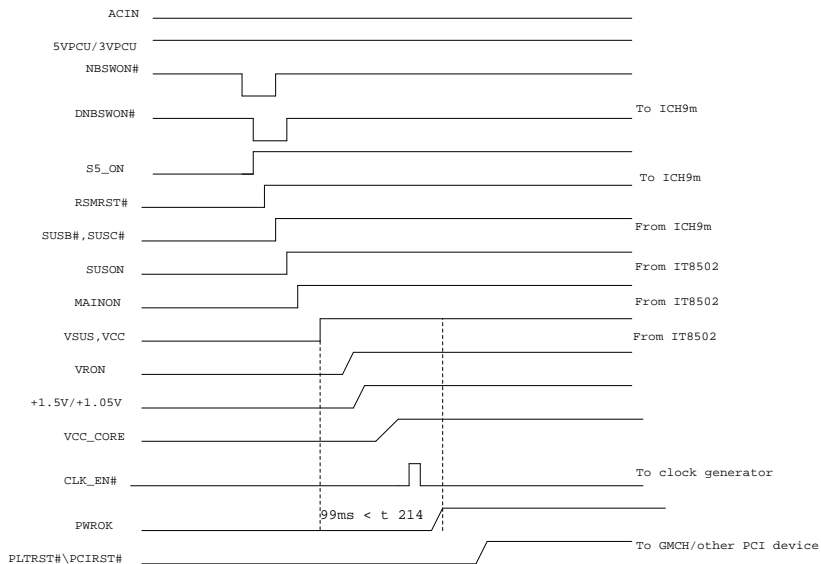 ACIN
5VPCU/3VPCU
NBSWON#
DNBSWON# To ICH9m
S5_ON
To ICH9m
RSMRST#
SUSB#,SUSC# From ICH9m
SUSON From IT8502
MAINON From IT8502
VSUS,VCC From IT8502
VRON
+1.5V/+1.05V
VCC_CORE
CLK_EN# To clock generator
99ms < t 214
PWROK
PLTRST#\PCIRST# To GMCH/other PCI device